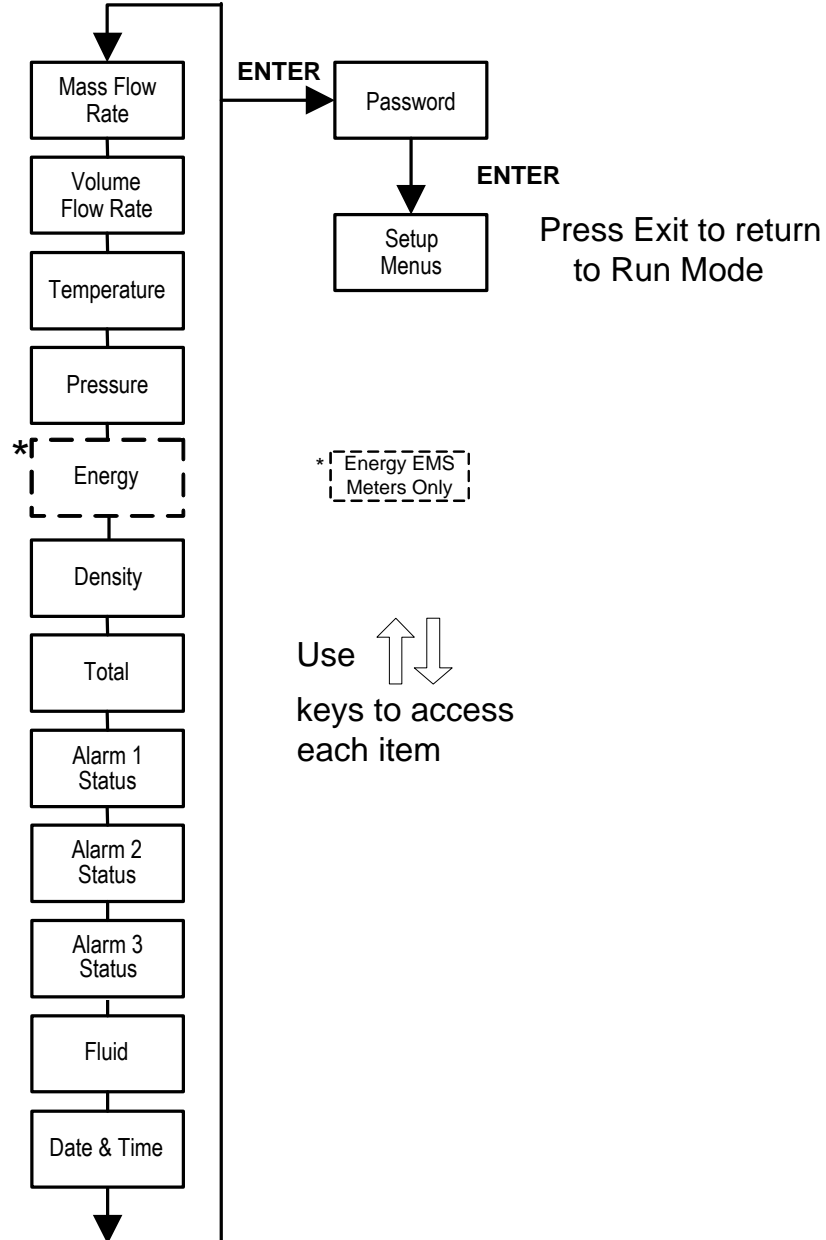 Mass Flow
Rate
Volume
Flow Rate
Temperature
Pressure
*
Energy
Density
Total
Alarm 1
Status
Alarm 2
Status
Alarm 3
Status
Fluid
Date & Time
ENTER
Password
ENTER
Setup
Menus
Press Exit to return
to Run Mode
* Energy EMS
Meters Only
Use
keys to access
each item